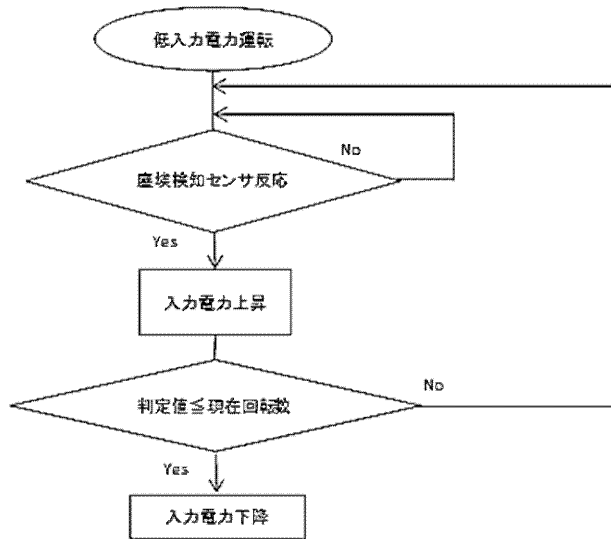 低入力電力運転
塵埃検知センサ反応
No
Yes
入力電力上昇
判定値≦現在回転数
No
Yes
入力電力下降